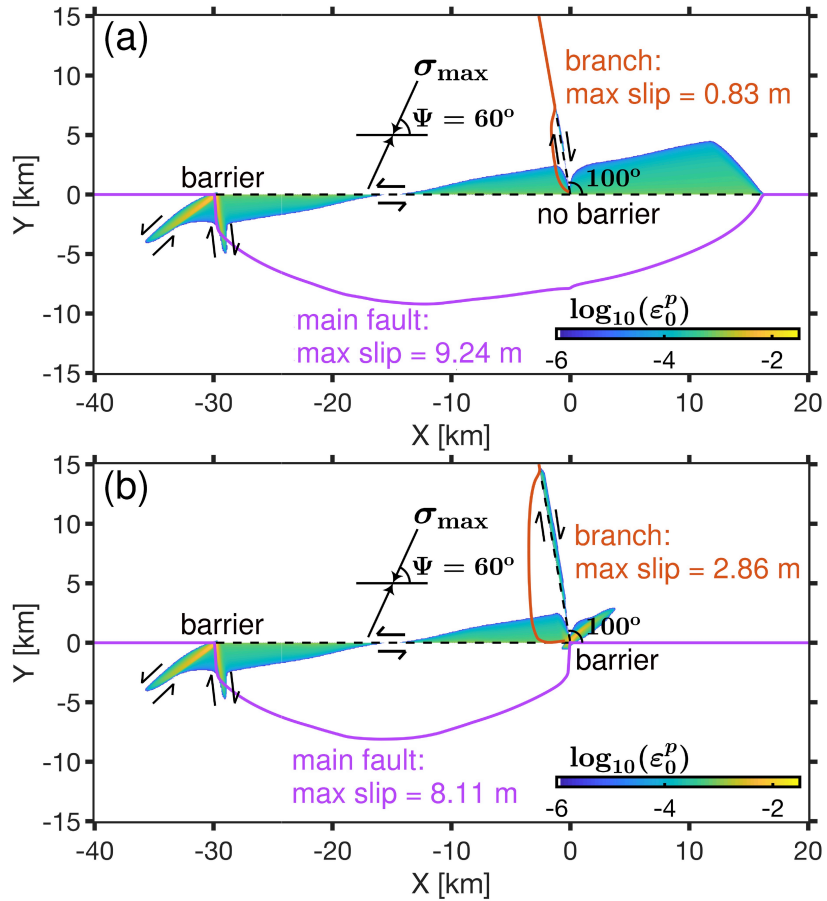 (a)
15
10
5
0
-5
-10
-15
Y [km]
σmax
Ψ = 60°
branch:
max slip = 0.83 m
barrier
100°
no barrier
main fault:
max slip = 9.24 m
log₁₀(ε₀ᵖ)
-6
-4
-2
-40
-30
-20
-10
0
10
20
X [km]
(b)
15
10
5
0
-5
-10
-15
Y [km]
σmax
Ψ = 60°
branch:
max slip = 2.86 m
barrier
100°
barrier
main fault:
max slip = 8.11 m
log₁₀(ε₀ᵖ)
-6
-4
-2
-40
-30
-20
-10
0
10
20
X [km]